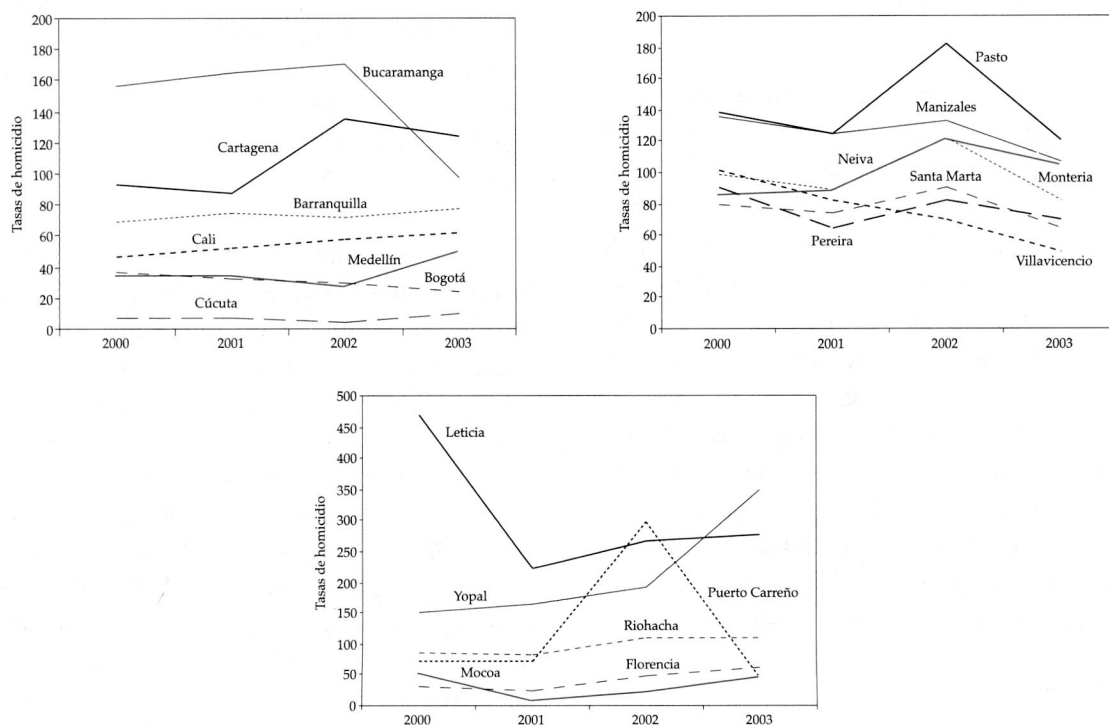 200
180
160
140
120
100
80
60
40
20
0
Tasas de homicidio
Bucaramanga
Cartagena
Barranquilla
Cali
Medellín
Bogotá
Cúcuta
2000 2001 2002 2003
200
180
160
140
120
100
80
60
40
20
0
Tasas de homicidio
Pasto
Manizales
Neiva
Monteria
Santa Marta
Pereira
Villavicencio
2000 2001 2002 2003
500
450
400
350
300
250
200
150
100
50
0
Tasas de homicidio
Leticia
Yopal
Puerto Carreño
Riohacha
Mocoa
Florencia
2000 2001 2002 2003